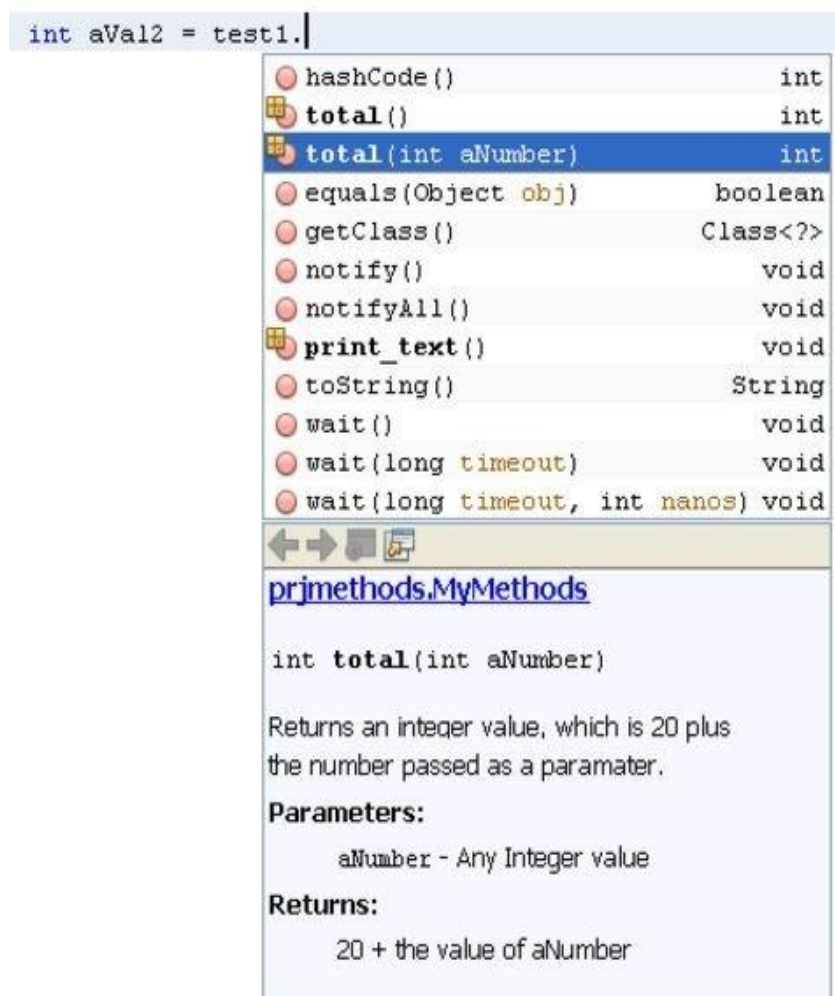 int aVal2 = test1.
hashCode() int
total() int
total(int aNumber) int
equals(Object obj) boolean
getClass() Class<?>
notify() void
notifyAll() void
print_text() void
toString() String
wait() void
wait(long timeout) void
wait(long timeout, int nanos) void
prjmethods.MyMethods
int total(int aNumber)
Returns an integer value, which is 20 plus
the number passed as a paramater.
Parameters:
aNumber - Any Integer value
Returns:
20 + the value of aNumber